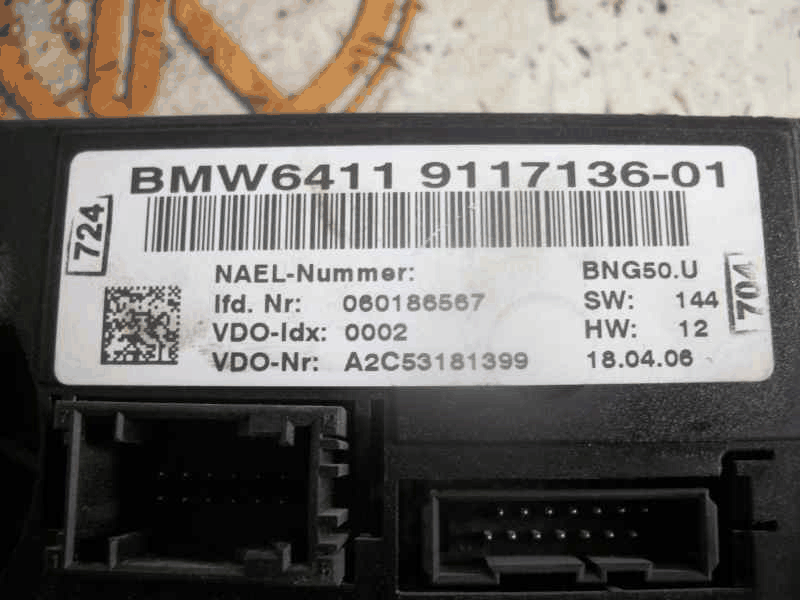 BMW6411 9117136-01
724
NAEL-Nummer: BNG50.U
lfd. Nr: 060186567 SW: 144
704
VDO-Idx: 0002 HW: 12
VDO-Nr: A2C53181399 18.04.06
1